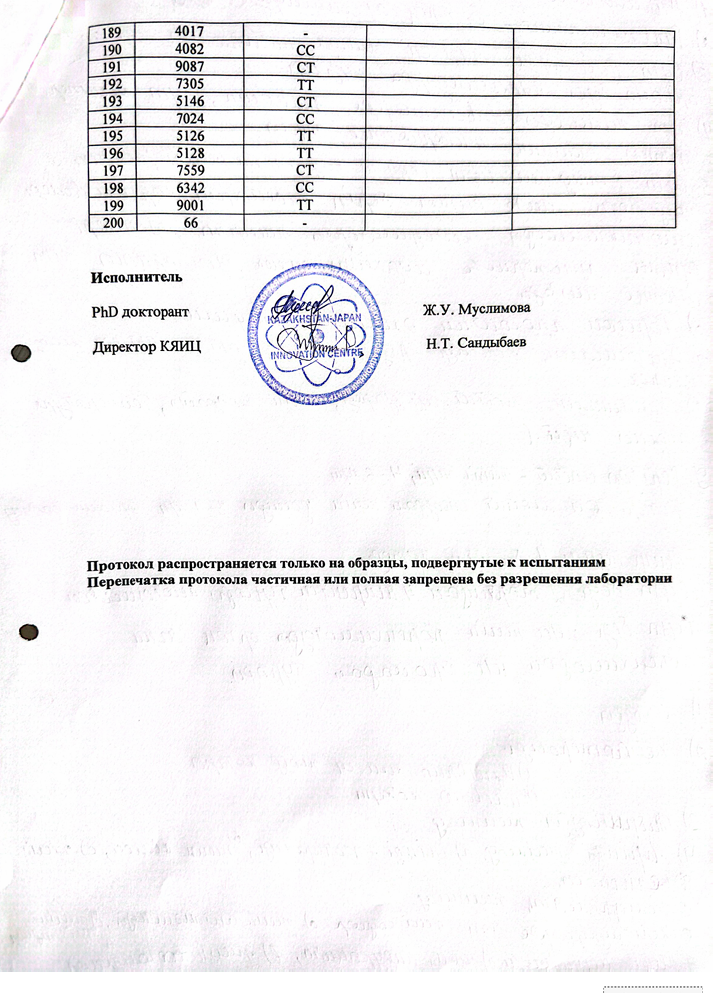 189 4017 -
190 4082 CC
191 9087 CT
192 7305 TT
193 5146 CT
194 7024 CC
195 5126 TT
196 5128 TT
197 7559 CT
198 6342 CC
199 9001 TT
200 66 -
Исполнитель
PhD докторант Ж.У. Муслимова
KAZAKHSTAN-JAPAN
Директор КЯИЦ Н.Т. Сандыбаев
INNOVATION CENTRE
Протокол распространяется только на образцы, подвергнутые к испытаниям
Перепечатка протокола частичная или полная запрещена без разрешения лаборатории